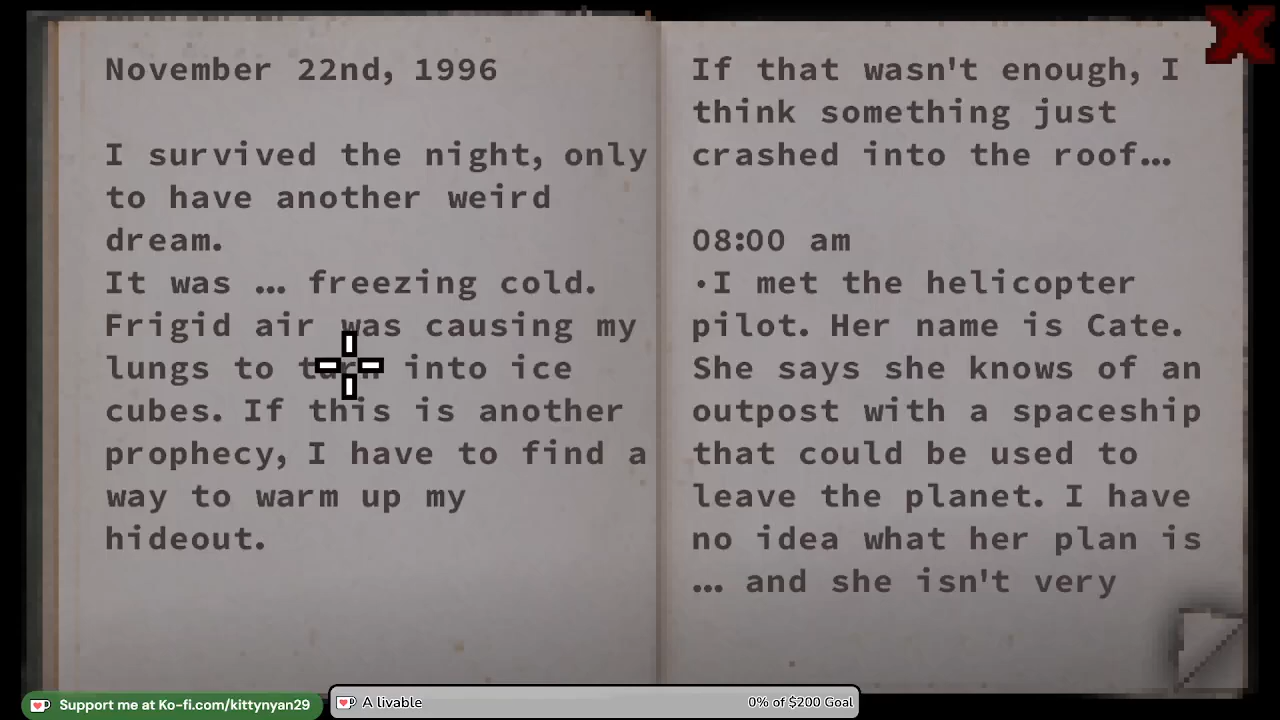 November 22nd, 1996
I survived the night, only
to have another weird
dream.
It was … freezing cold.
Frigid air was causing my
lungs to turn into ice
cubes. If this is another
prophecy, I have to find a
way to warm up my
hideout.
If that wasn't enough, I
think something just
crashed into the roof…
08:00 am
•I met the helicopter
pilot. Her name is Cate.
She says she knows of an
outpost with a spaceship
that could be used to
leave the planet. I have
no idea what her plan is
… and she isn't very
Support me at Ko-fi.com/kittynyan29
A livable
0% of $200 Goal